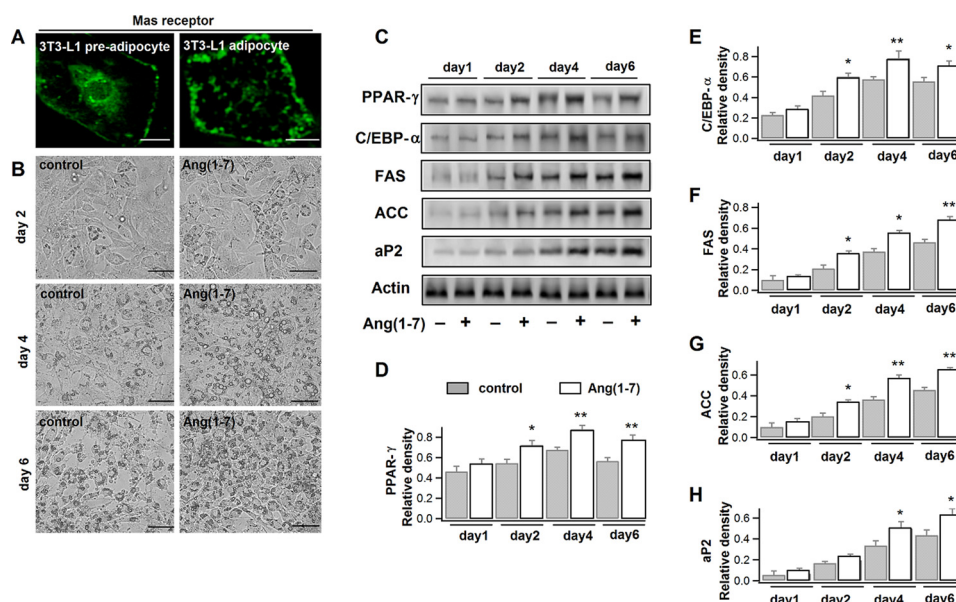 Mas receptor
A
3T3-L1 pre-adipocyte
3T3-L1 adipocyte
B
control
Ang(1-7)
day 2
control
Ang(1-7)
day 4
control
Ang(1-7)
day 6
C
day1 day2 day4 day6
PPAR-γ
C/EBP-α
FAS
ACC
aP2
Actin
Ang(1-7) − + − + − + − +
D
control
Ang(1-7)
PPAR-γ
Relative density
1.0
0.8
0.6
0.4
0.2
0.0
* ** **
day1 day2 day4 day6
E
C/EBP-α
Relative density
0.8
0.6
0.4
0.2
0.0
* ** *
day1 day2 day4 day6
F
FAS
Relative density
0.8
0.6
0.4
0.2
0.0
* * **
day1 day2 day4 day6
G
ACC
Relative density
0.6
0.4
0.2
0.0
* ** **
day1 day2 day4 day6
H
aP2
Relative density
0.6
0.4
0.2
0.0
* *
day1 day2 day4 day6